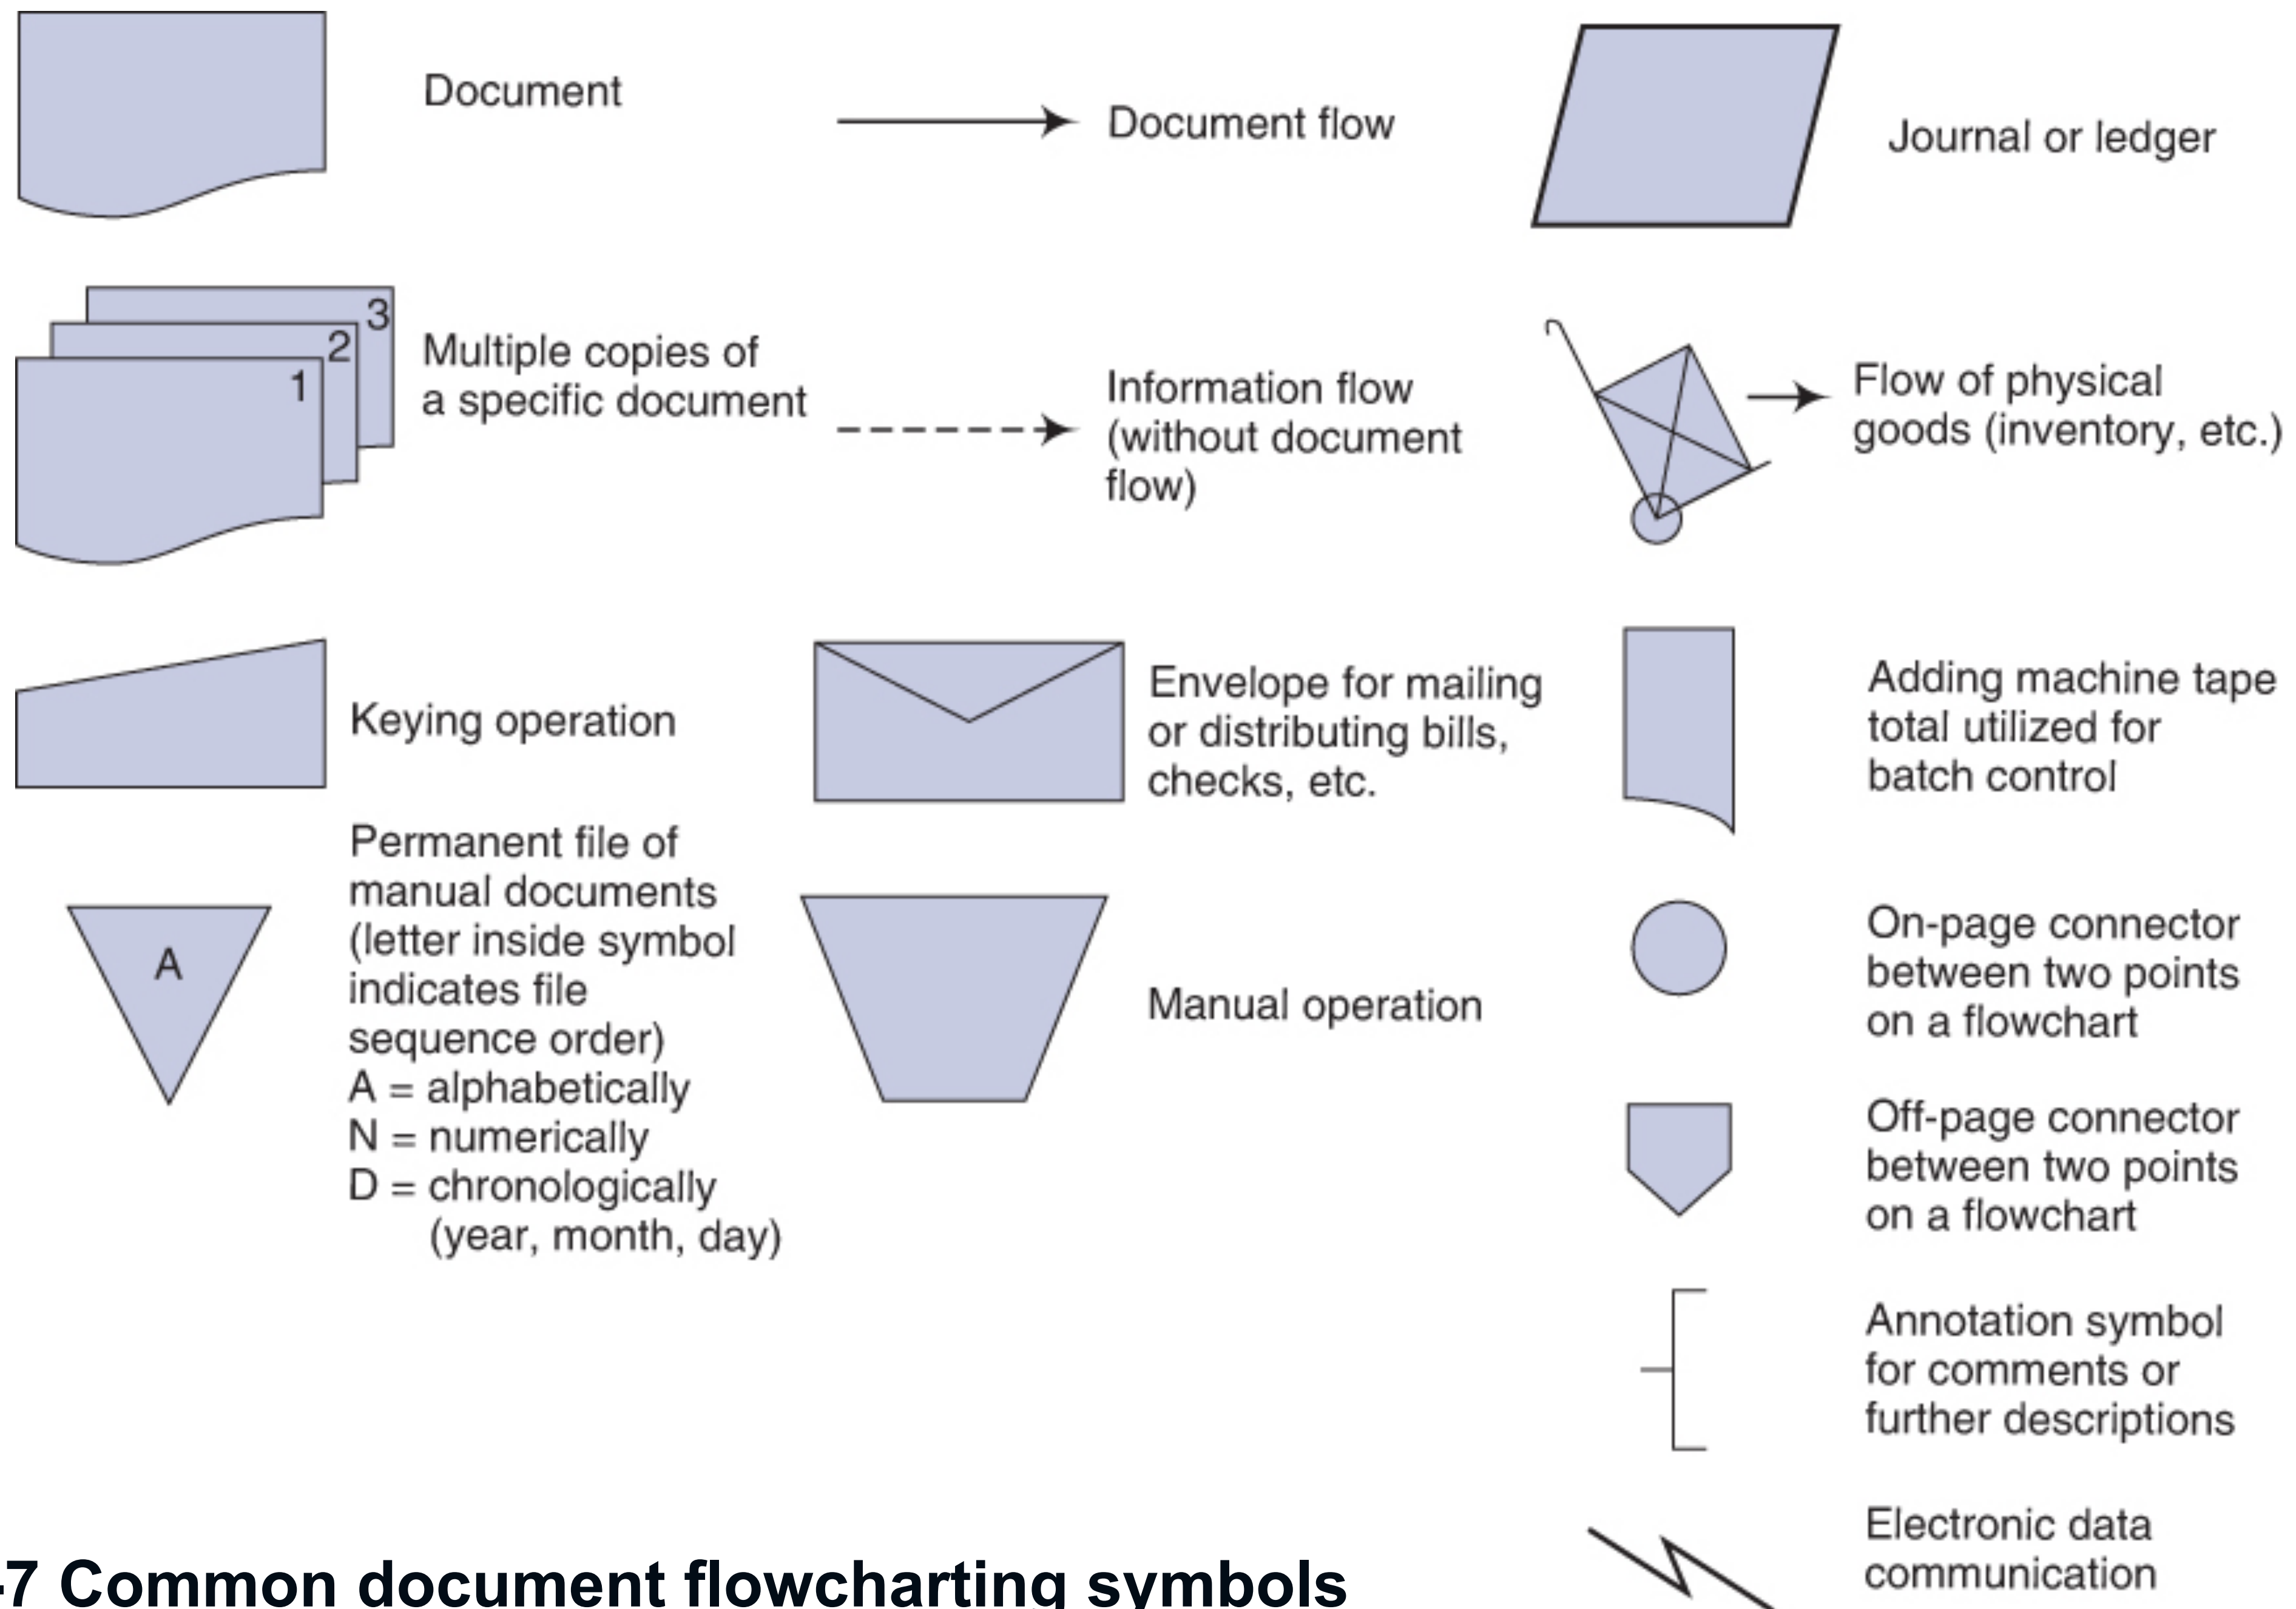 Document
Document flow
Journal or ledger
3
2
1
Multiple copies of
a specific document
Information flow
(without document
flow)
Flow of physical
goods (inventory, etc.)
Keying operation
Envelope for mailing
or distributing bills,
checks, etc.
Adding machine tape
total utilized for
batch control
A
Permanent file of
manual documents
(letter inside symbol
indicates file
sequence order)
A = alphabetically
N = numerically
D = chronologically
(year, month, day)
Manual operation
On-page connector
between two points
on a flowchart
Off-page connector
between two points
on a flowchart
Annotation symbol
for comments or
further descriptions
Electronic data
communication
-7 Common document flowcharting symbols